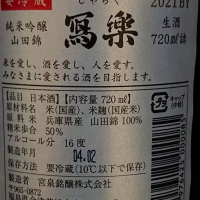 要冷蔵
しゃらく
2021BY
純米吟醸
山田錦
寫樂
生酒
720ml詰
米を愛し、酒を愛し、人を愛す。
みなさまに愛される酒を目指します。
品目 日本酒 内容量 720ml
原材料名 米(国産)、米麹(国産)
原料米 兵庫県産 山田錦100%
精米歩合 50%
アルコール分 16度
製造年月 04.02
保存方法 要冷蔵(10℃以下で保存)
製造者 宮泉銘醸株式会社
〒965-0872